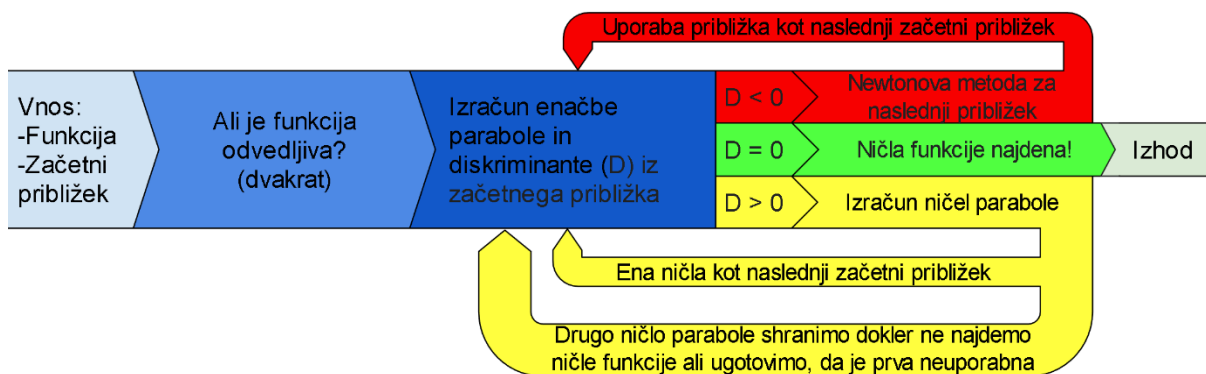 Uporaba približka kot naslednji začetni približek
Vnos:
-Funkcija
-Začetni
približek
Ali je funkcija
odvedljiva?
(dvakrat)
Izračun enačbe
parabole in
diskriminante (D) iz
začetnega približka
D < 0
Newtonova metoda za
naslednji približek
D = 0
Ničla funkcije najdena!
Izhod
D > 0
Izračun ničel parabole
Ena ničla kot naslednji začetni približek
Drugo ničlo parabole shranimo dokler ne najdemo
ničle funkcije ali ugotovimo, da je prva neuporabna